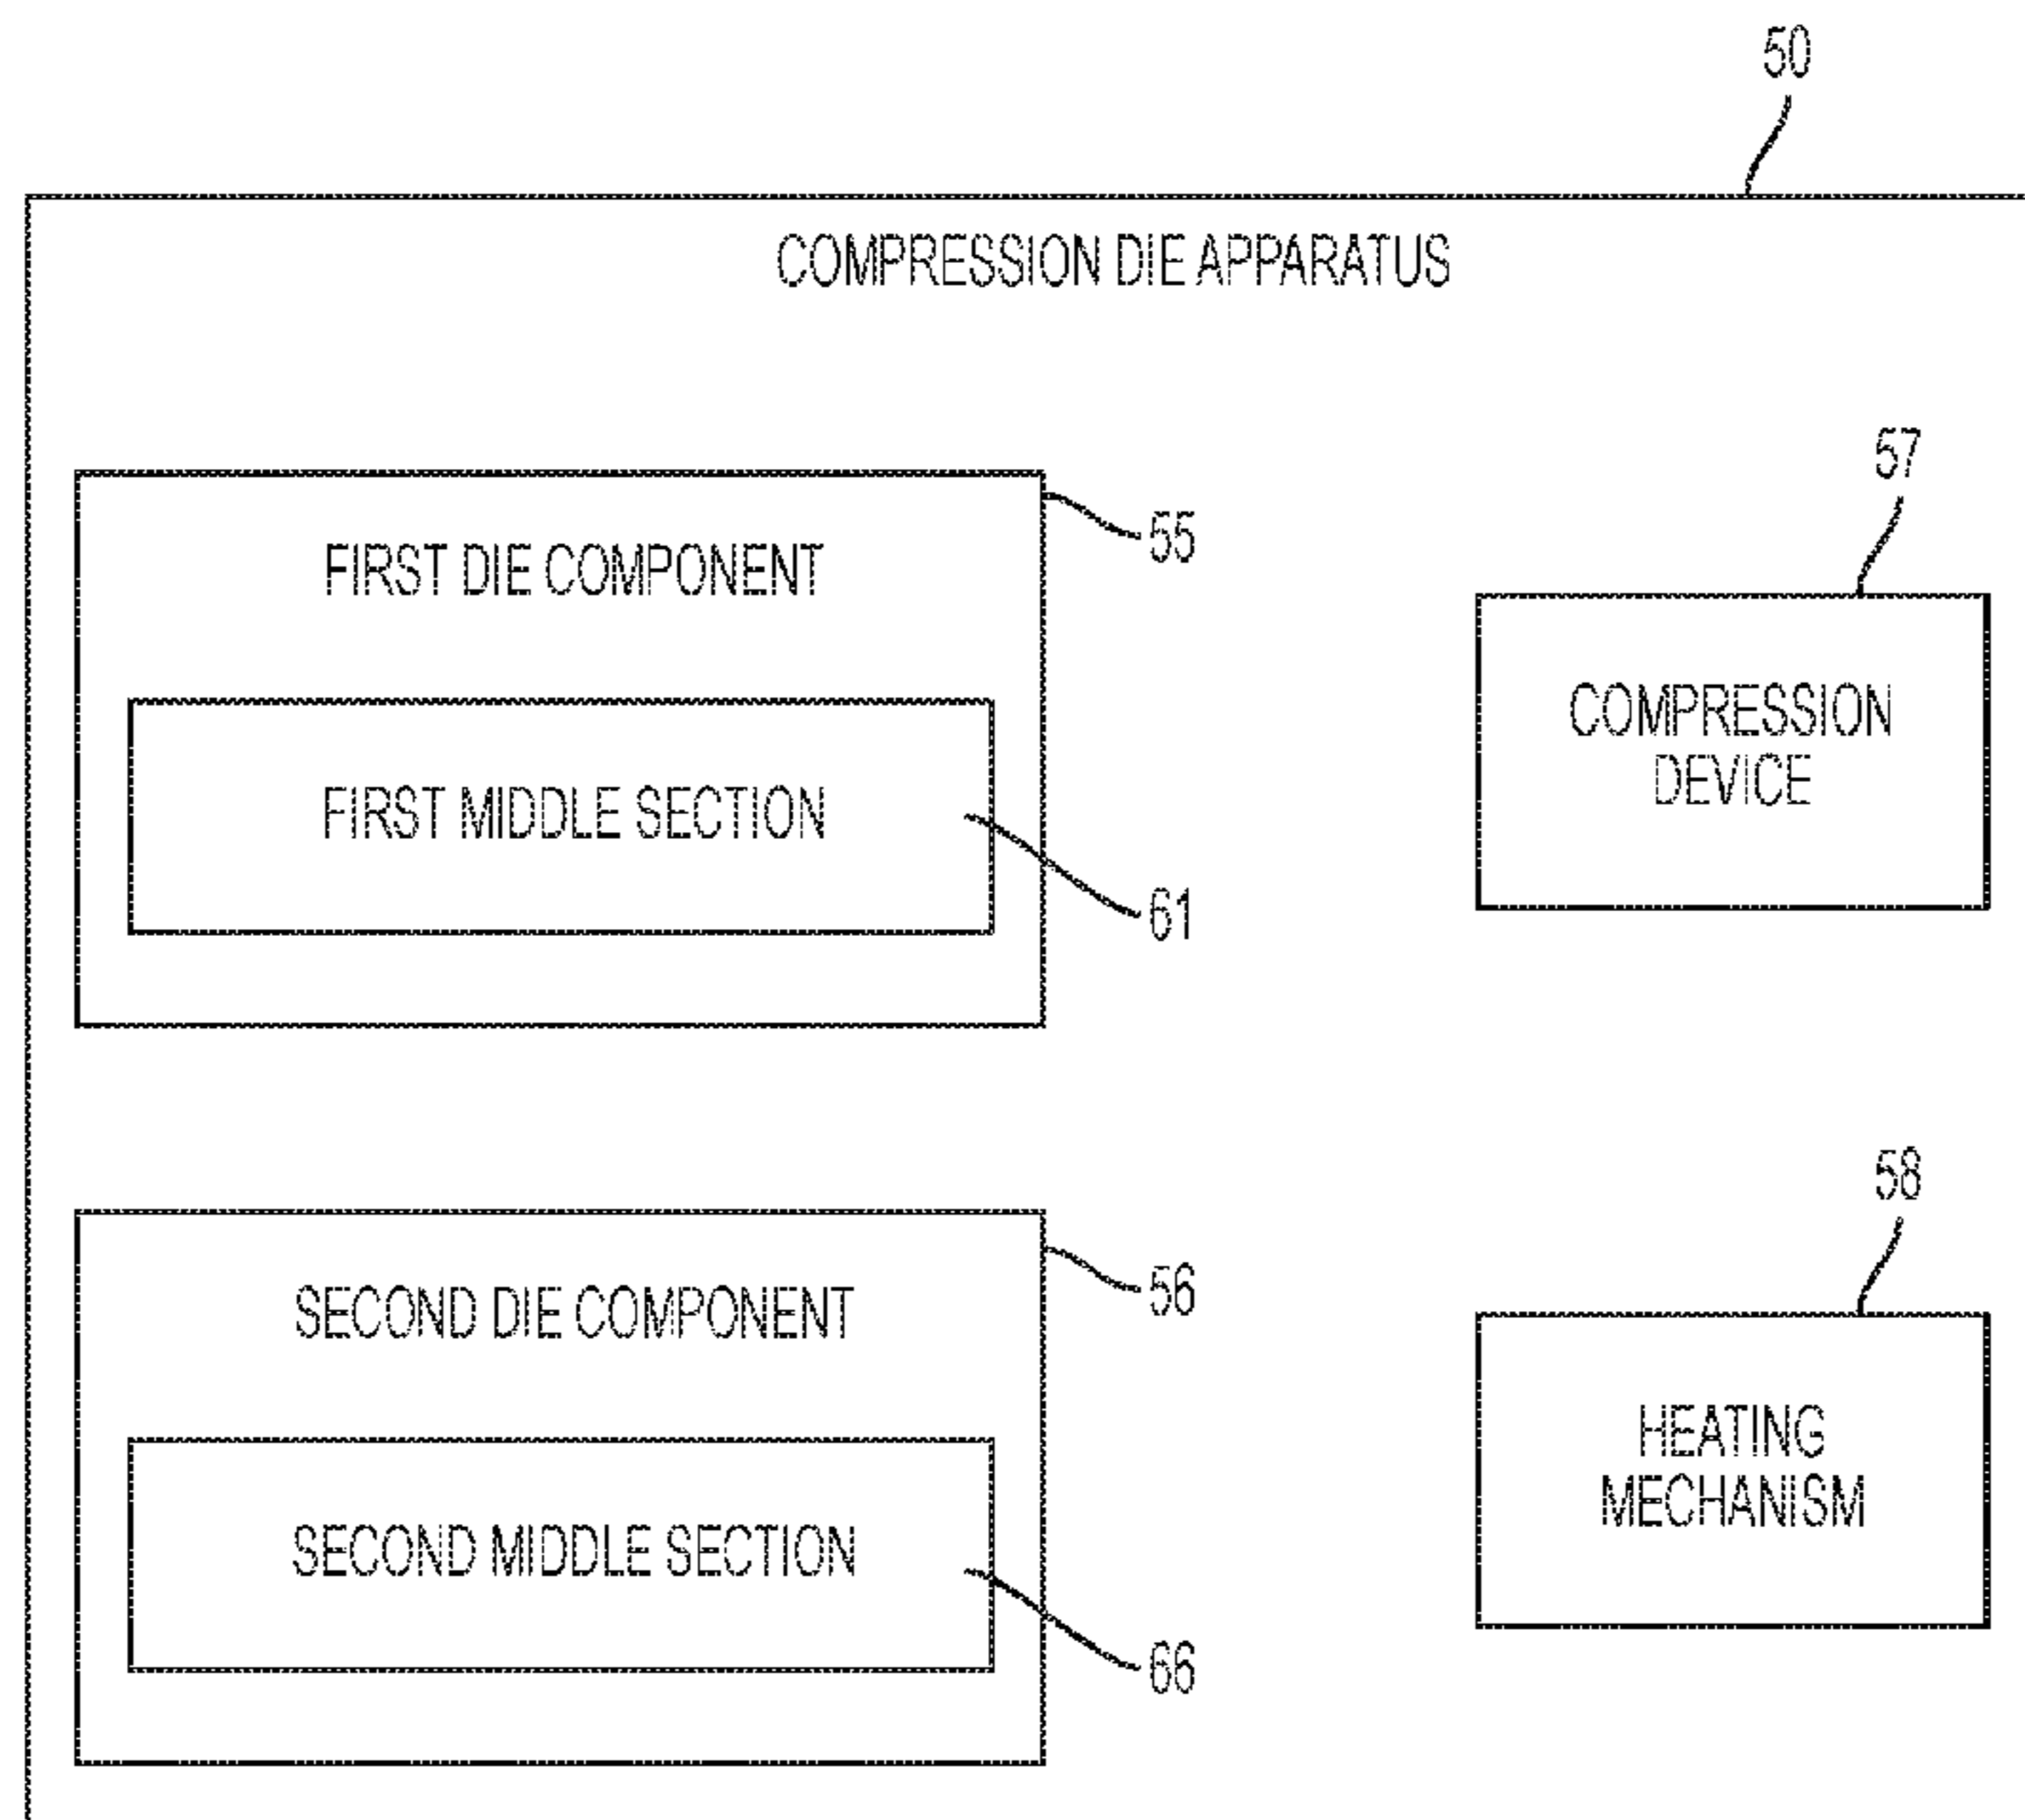 50
COMPRESSION DIE APPARATUS
FIRST DIE COMPONENT
55
FIRST MIDDLE SECTION
61
57
COMPRESSION
DEVICE
SECOND DIE COMPONENT
56
SECOND MIDDLE SECTION
66
58
HEATING
MECHANISM